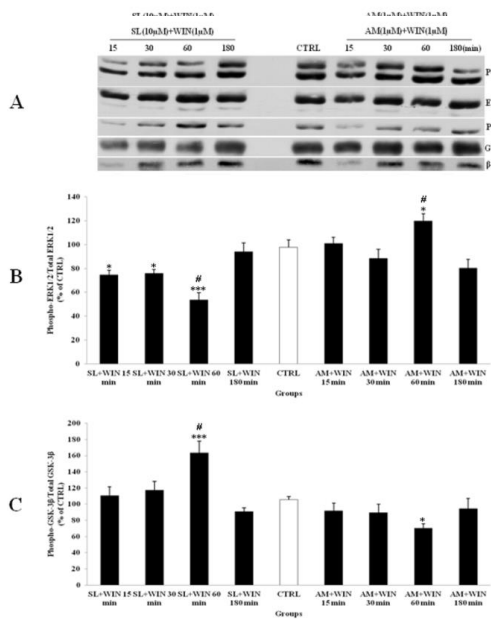 SL(10µM)+WIN(1µM) AM(1µM)+WIN(1µM)
15 30 60 180 CTRL 15 30 60 180(min)
A
P
E
P
G
β
B
Phospho-ERK1-2/Total ERK1-2
(% of CTRL)
140
120
100
80
60
40
20
0
* * # *** # *
SL+WIN 15 min SL+WIN 30 min SL+WIN 60 min SL+WIN 180 min CTRL AM+WIN 15 min AM+WIN 30 min AM+WIN 60 min AM+WIN 180 min
Groups
C
Phospho-GSK-3β/Total GSK-3β
(% of CTRL)
200
180
160
140
120
100
80
60
40
20
0
# *** *
SL+WIN 15 min SL+WIN 30 min SL+WIN 60 min SL+WIN 180 min CTRL AM+WIN 15 min AM+WIN 30 min AM+WIN 60 min AM+WIN 180 min
Groups